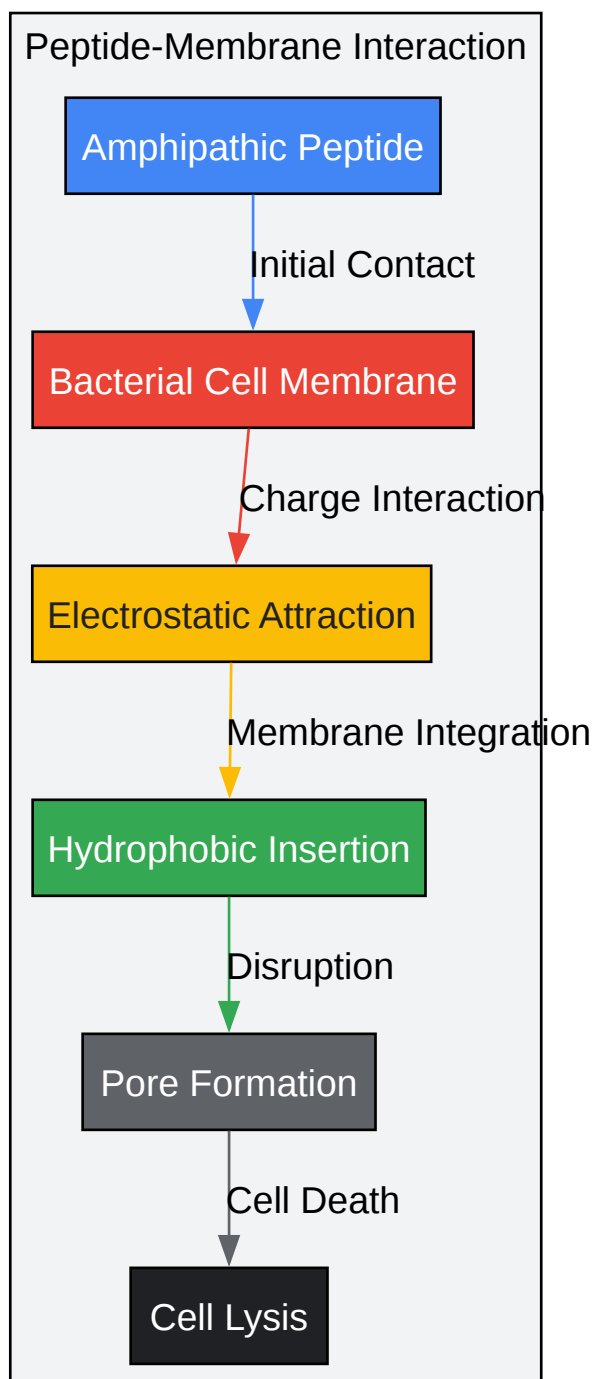 Peptide-Membrane Interaction
Amphipathic Peptide
Initial Contact
Bacterial Cell Membrane
Charge Interaction
Electrostatic Attraction
Membrane Integration
Hydrophobic Insertion
Disruption
Pore Formation
Cell Death
Cell Lysis